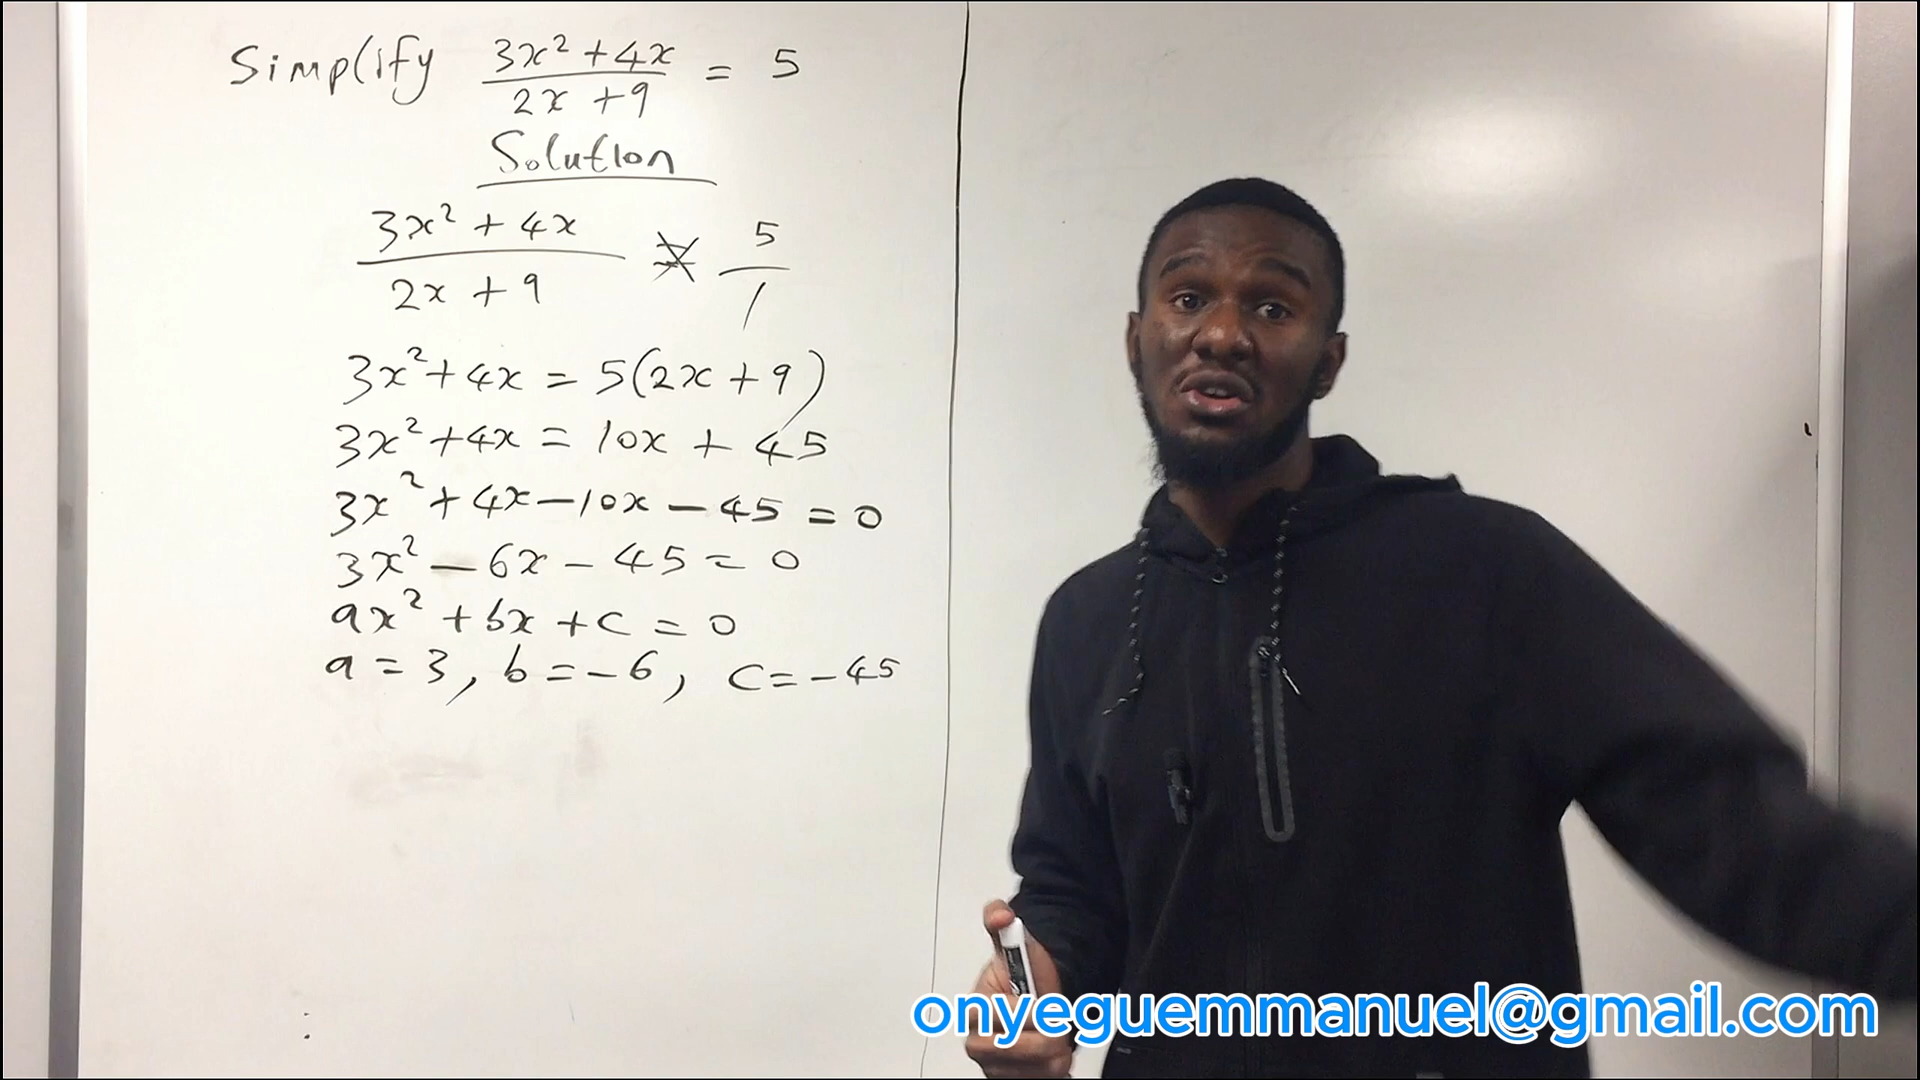 Simplify 3x² + 4x / 2x + 9 = 5
Solution
3x² + 4x / 2x + 9 = 5 / 1
3x² + 4x = 5(2x + 9)
3x² + 4x = 10x + 45
3x² + 4x – 10x – 45 = 0
3x² – 6x – 45 = 0
ax² + bx + c = 0
a = 3, b = – 6, c = – 45
onyeguemmanuel@gmail.com